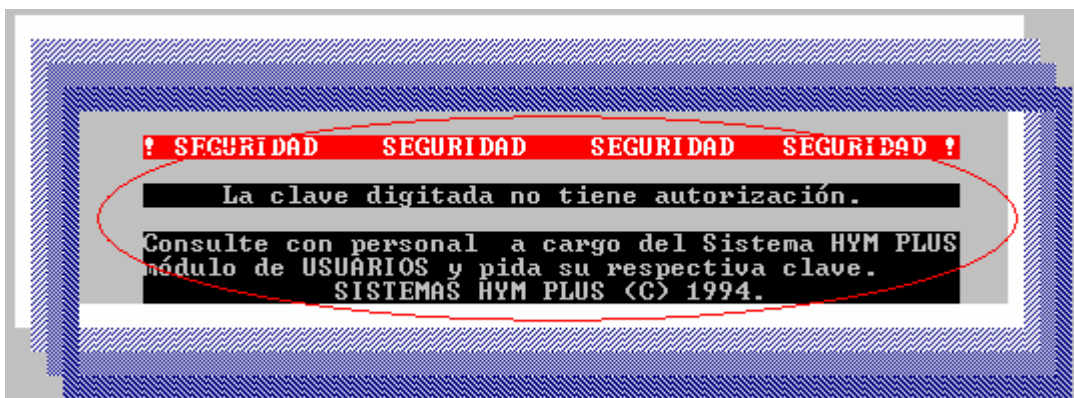 ! SEGURIDAD SEGURIDAD SEGURIDAD SEGURIDAD !
La clave digitada no tiene autorización.
Consulte con personal a cargo del Sistema HYM PLUS
módulo de USUARIOS y pida su respectiva clave.
SISTEMAS HYM PLUS (C) 1994.